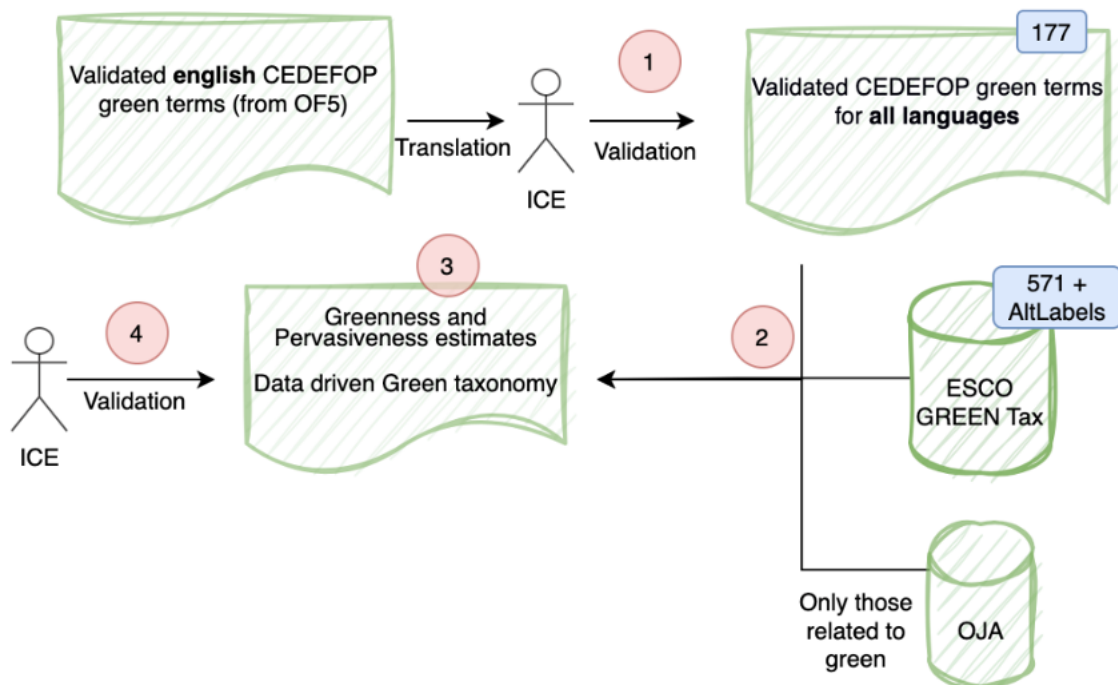 177
Validated english CEDEFOP
green terms (from OF5)
Translation
ICE
1
Validation
Validated CEDEFOP green terms
for all languages
3
Greenness and
Pervasiveness estimates
Data driven Green taxonomy
4
Validation
ICE
2
571 +
AltLabels
ESCO
GREEN Tax
Only those
related to
green
OJA